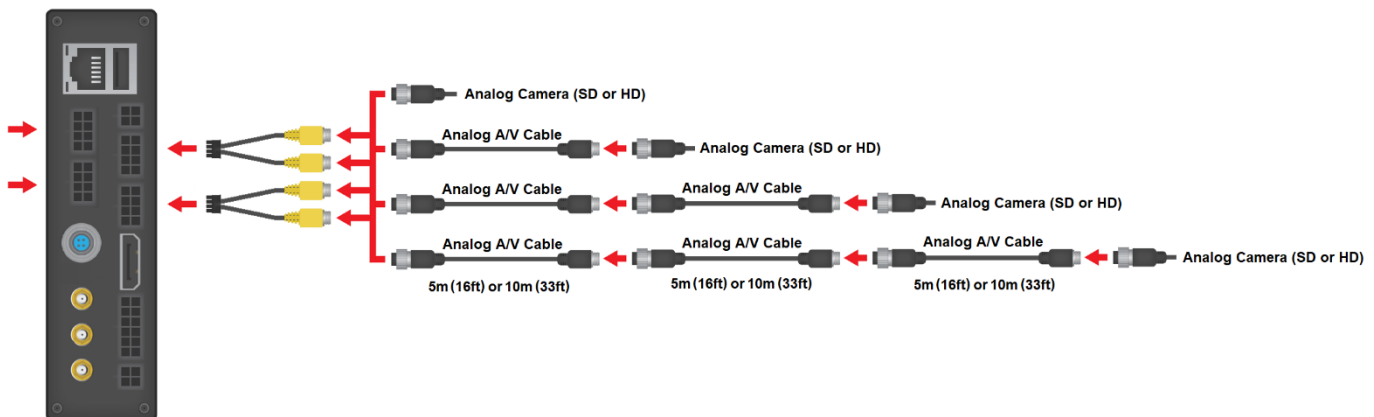 Analog Camera (SD or HD)
Analog A/V Cable
Analog Camera (SD or HD)
Analog A/V Cable
Analog A/V Cable
Analog Camera (SD or HD)
Analog A/V Cable
Analog A/V Cable
Analog A/V Cable
Analog Camera (SD or HD)
5m (16ft) or 10m (33ft)
5m (16ft) or 10m (33ft)
5m (16ft) or 10m (33ft)